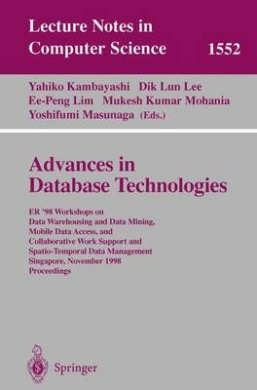 Lecture Notes in
Computer Science 1552
Yahiko Kambayashi Dik Lun Lee
Ee-Peng Lim Mukesh Kumar Mohania
Yoshifumi Masunaga (Eds.)
Advances in
Database Technologies
ER '98 Workshops on
Data Warehousing and Data Mining,
Mobile Data Access, and
Collaborative Work Support and
Spatio-Temporal Data Management
Singapore, November 1998
Proceedings
Springer